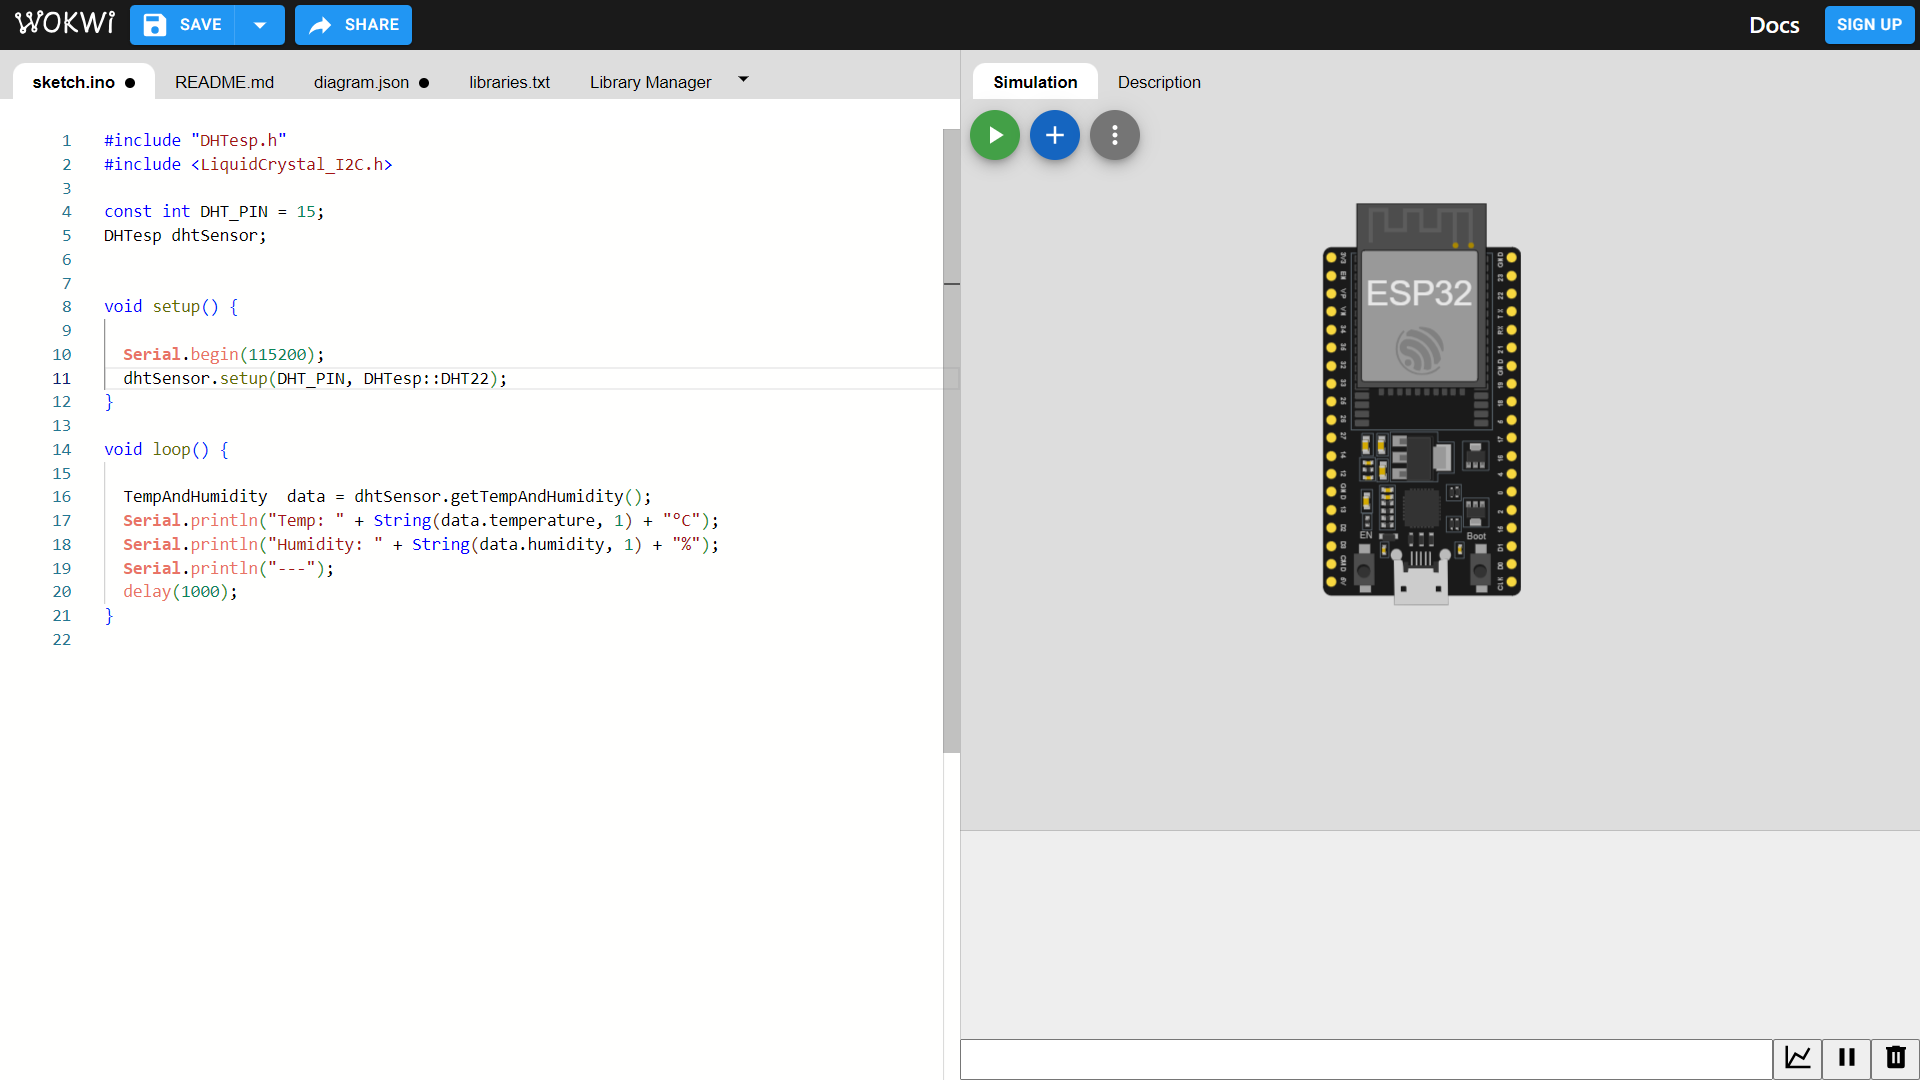 WOKWi SAVE SHARE Docs SIGN UP
sketch.ino README.md diagram.json libraries.txt Library Manager
1 #include "DHTesp.h"
2 #include <LiquidCrystal_I2C.h>
3
4 const int DHT_PIN = 15;
5 DHTesp dhtSensor;
6
7
8 void setup() {
9
10 Serial.begin(115200);
11 dhtSensor.setup(DHT_PIN, DHTesp::DHT22);
12 }
13
14 void loop() {
15
16 TempAndHumidity  data = dhtSensor.getTempAndHumidity();
17 Serial.println("Temp: " + String(data.temperature, 1) + "°C");
18 Serial.println("Humidity: " + String(data.humidity, 1) + "%");
19 Serial.println("---");
20 delay(1000);
21 }
22
Simulation Description
ESP32
EN Boot